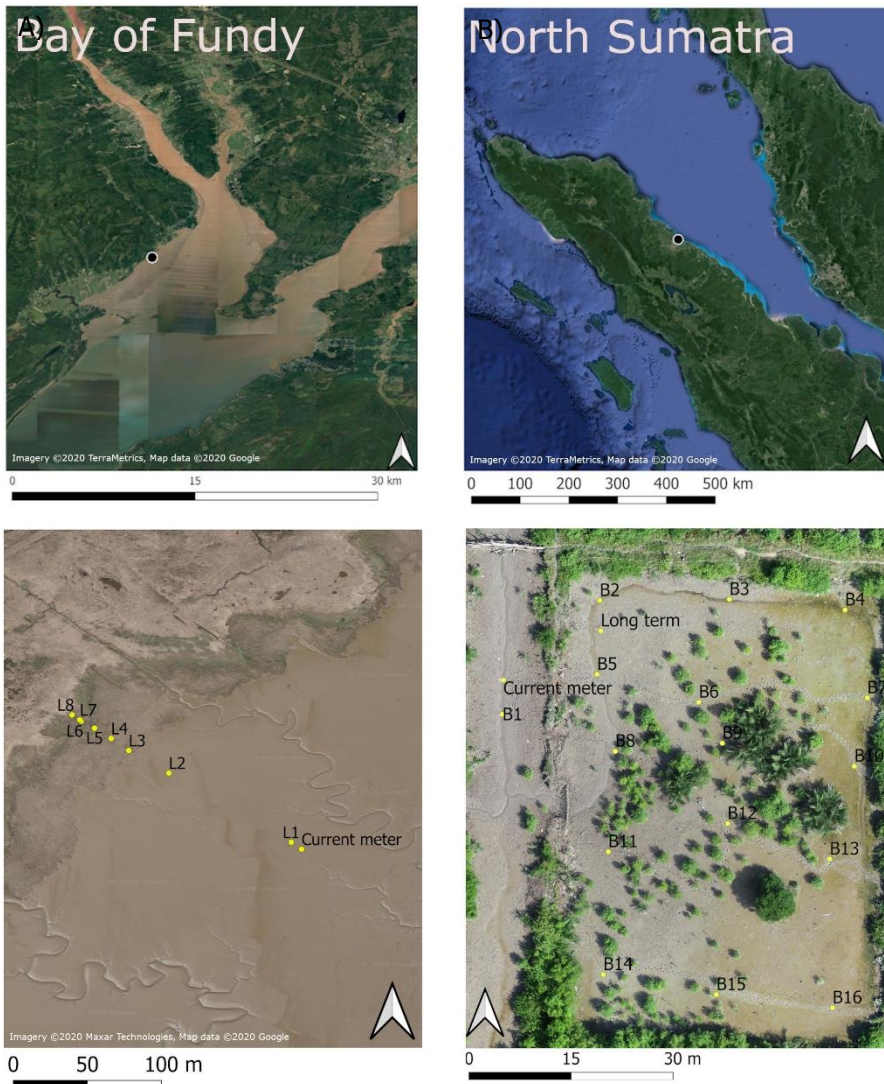 A)
Bay of Fundy
Imagery ©2020 TerraMetrics, Map data ©2020 Google
0 15 30 km
B)
North Sumatra
Imagery ©2020 TerraMetrics, Map data ©2020 Google
0 100 200 300 400 500 km
L8
L7
L6
L5
L4
L3
L2
L1
Current meter
Imagery ©2020 Maxar Technologies, Map data ©2020 Google
0 50 100 m
B2
B3
B4
Long term
B5
Current meter
B6
B7
B1
B8
B9
B10
B12
B11
B13
B14
B15
B16
0 15 30 m